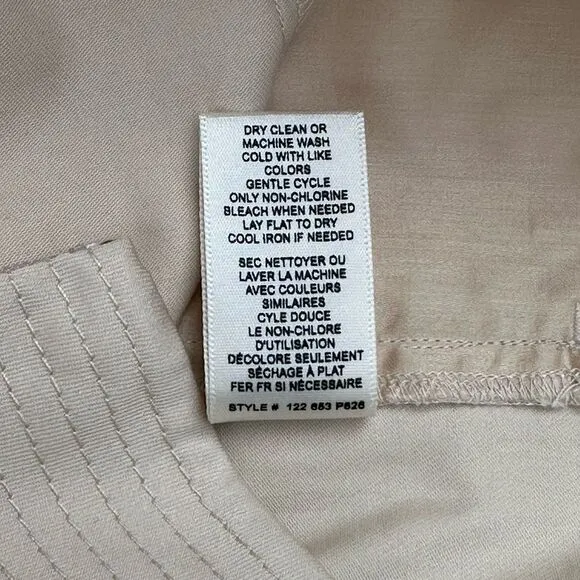 DRY CLEAN OR
MACHINE WASH
COLD WITH LIKE
COLORS
GENTLE CYCLE
ONLY NON-CHLORINE
BLEACH WHEN NEEDED
LAY FLAT TO DRY
COOL IRON IF NEEDED
SEC NETTOYER OU
LAVER LA MACHINE
AVEC COULEURS
SIMILAIRES
CYLE DOUCE
LE NON-CHLORE
D'UTILISATION
DÉCOLORE SEULEMENT
SÉCHAGE À PLAT
FER FR SI NÉCESSAIRE
STYLE # 122 653 P626